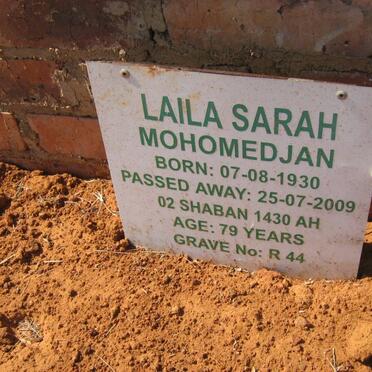 LAILA SARAH
MOHOMEDJAN
BORN: 07-08-1930
PASSED AWAY: 25-07-2009
02 SHABAN 1430 AH
AGE: 79 YEARS
GRAVE No: R 44